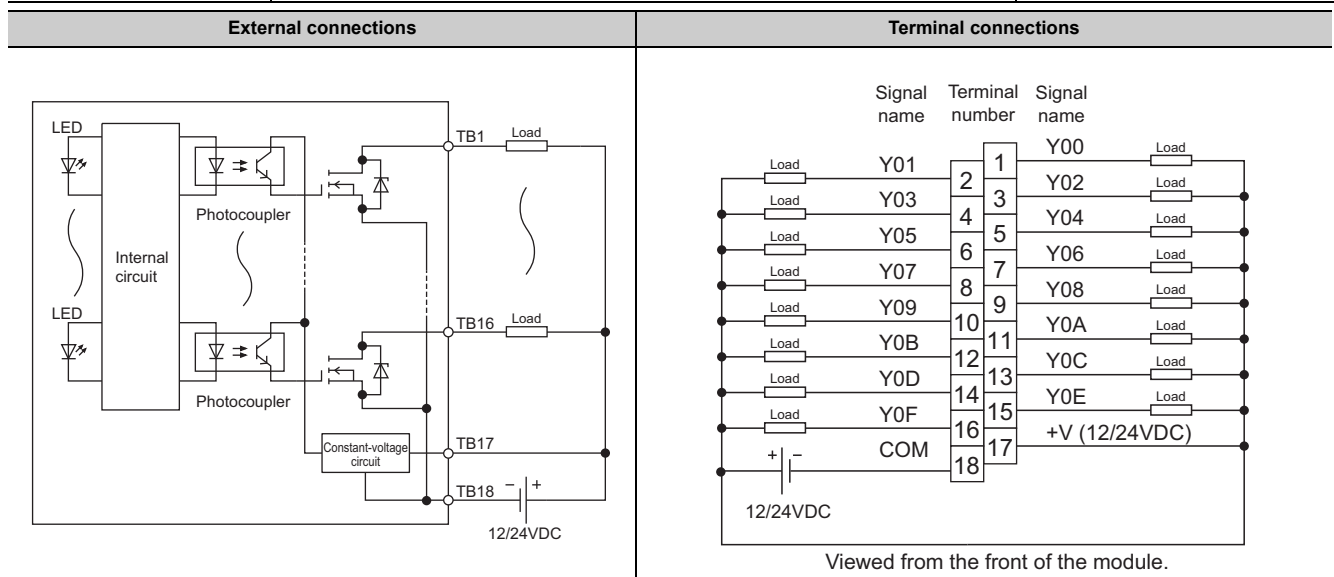 External connections
Terminal connections
LED
TB1
Load
Photocoupler
Internal
circuit
LED
TB16
Load
Photocoupler
Constant-voltage
circuit
TB17
TB18
− +
12/24VDC
Signal
name
Terminal
number
Signal
name
1 Y00 Load
Load Y01 2
3 Y02 Load
Load Y03 4
5 Y04 Load
Load Y05 6
7 Y06 Load
Load Y07 8
9 Y08 Load
Load Y09 10
11 Y0A Load
Load Y0B 12
13 Y0C Load
Load Y0D 14
15 Y0E Load
Load Y0F 16
17 +V (12/24VDC)
+ − COM 18
12/24VDC
Viewed from the front of the module.